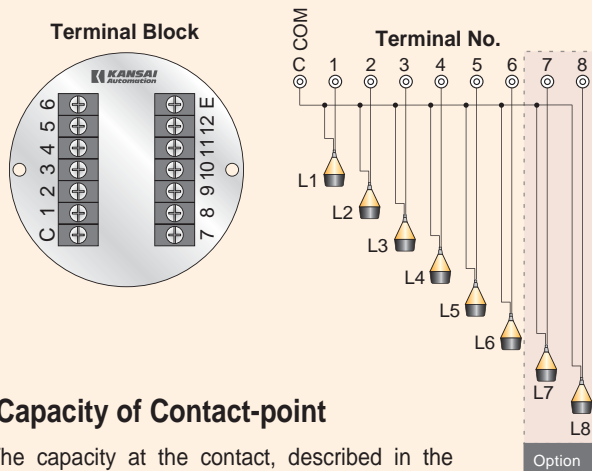 Terminal Block
KANSAI
Automation
C 1 2 3 4 5 6
7 8 9 10 11 12 E
COM
Terminal No.
C 1 2 3 4 5 6 7 8
L1
L2
L3
L4
L5
L6
L7
L8
Option
Capacity of Contact-point
The capacity at the contact, described in the